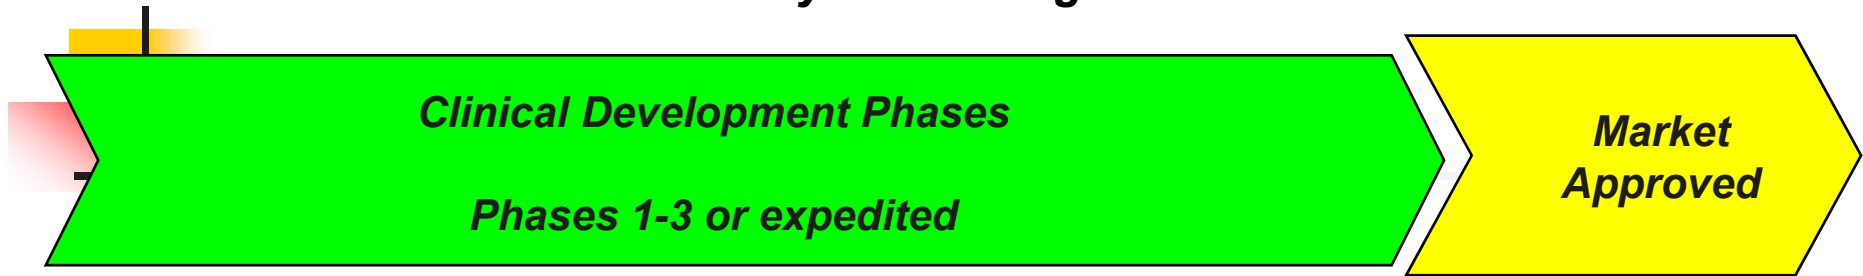 Clinical Development Phases
Phases 1-3 or expedited
Market
Approved